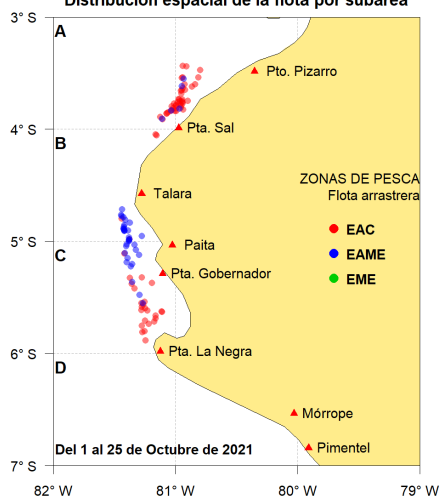 Distribución espacial de la flota por subárea
3° S
A
Pto. Pizarro
Pta. Sal
4° S
B
ZONAS DE PESCA
Flota arrastrera
Talara
EAC
5° S
Paita
C
EAME
Pta. Gobernador
EME
6° S
Pta. La Negra
D
Mórrope
Del 1 al 25 de Octubre de 2021
Pimentel
7° S
82° W
81° W
80° W
79° W